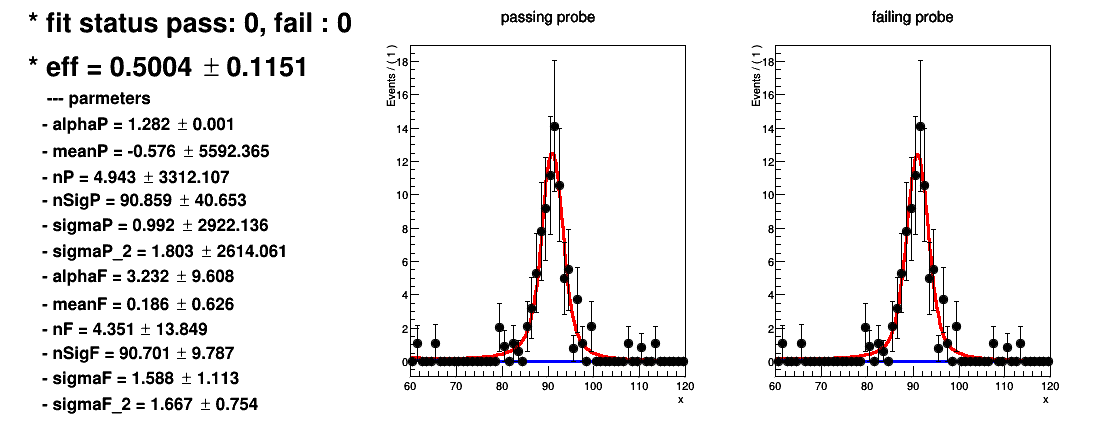 * fit status pass: 0, fail : 0
* eff = 0.5004 ± 0.1151
--- parmeters
- alphaP = 1.282 ± 0.001
- meanP = -0.576 ± 5592.365
- nP = 4.943 ± 3312.107
- nSigP = 90.859 ± 40.653
- sigmaP = 0.992 ± 2922.136
- sigmaP_2 = 1.803 ± 2614.061
- alphaF = 3.232 ± 9.608
- meanF = 0.186 ± 0.626
- nF = 4.351 ± 13.849
- nSigF = 90.701 ± 9.787
- sigmaF = 1.588 ± 1.113
- sigmaF_2 = 1.667 ± 0.754
passing probe
Events / ( 1 )
18
16
14
12
10
8
6
4
2
0
60 70 80 90 100 110 120
x
failing probe
Events / ( 1 )
18
16
14
12
10
8
6
4
2
0
60 70 80 90 100 110 120
x